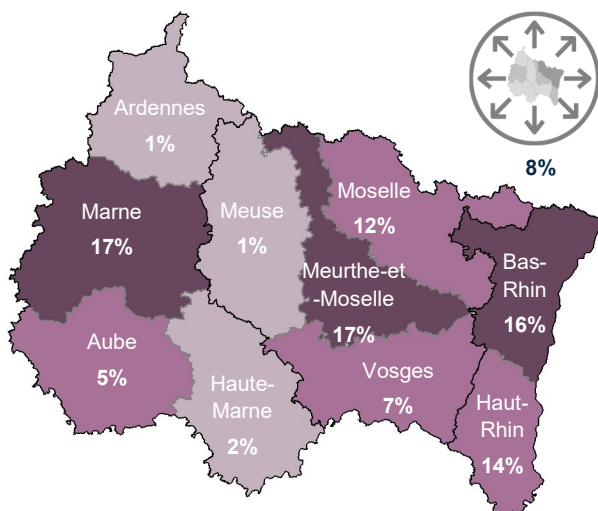 Ardennes
1%
8%
Marne
17%
Meuse
1%
Moselle
12%
Meurthe-et
-Moselle
17%
Bas-
Rhin
16%
Aube
5%
Haute-
Marne
2%
Vosges
7%
Haut-
Rhin
14%